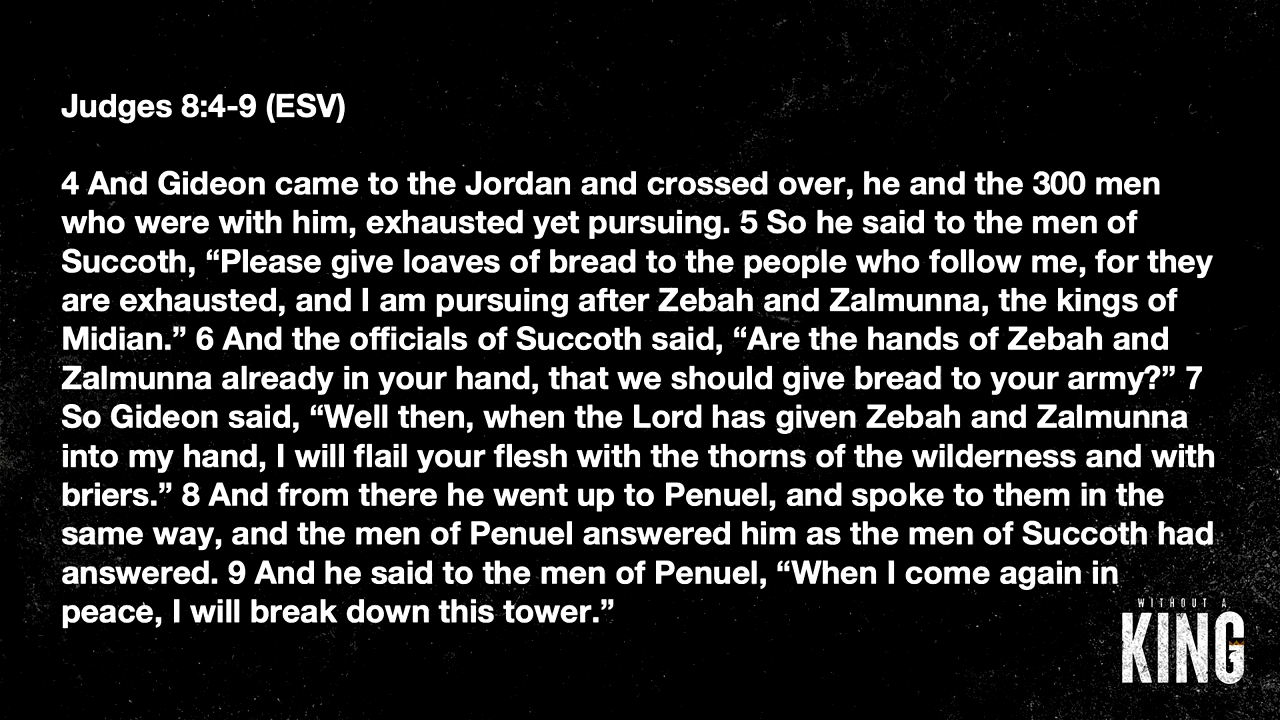 Judges 8:4-9 (ESV)
4 And Gideon came to the Jordan and crossed over, he and the 300 men
who were with him, exhausted yet pursuing. 5 So he said to the men of
Succoth, “Please give loaves of bread to the people who follow me, for they
are exhausted, and I am pursuing after Zebah and Zalmunna, the kings of
Midian.” 6 And the officials of Succoth said, “Are the hands of Zebah and
Zalmunna already in your hand, that we should give bread to your army?” 7
So Gideon said, “Well then, when the Lord has given Zebah and Zalmunna
into my hand, I will flail your flesh with the thorns of the wilderness and with
briers.” 8 And from there he went up to Penuel, and spoke to them in the
same way, and the men of Penuel answered him as the men of Succoth had
answered. 9 And he said to the men of Penuel, “When I come again in
peace, I will break down this tower.”
WITHOUT A
KING